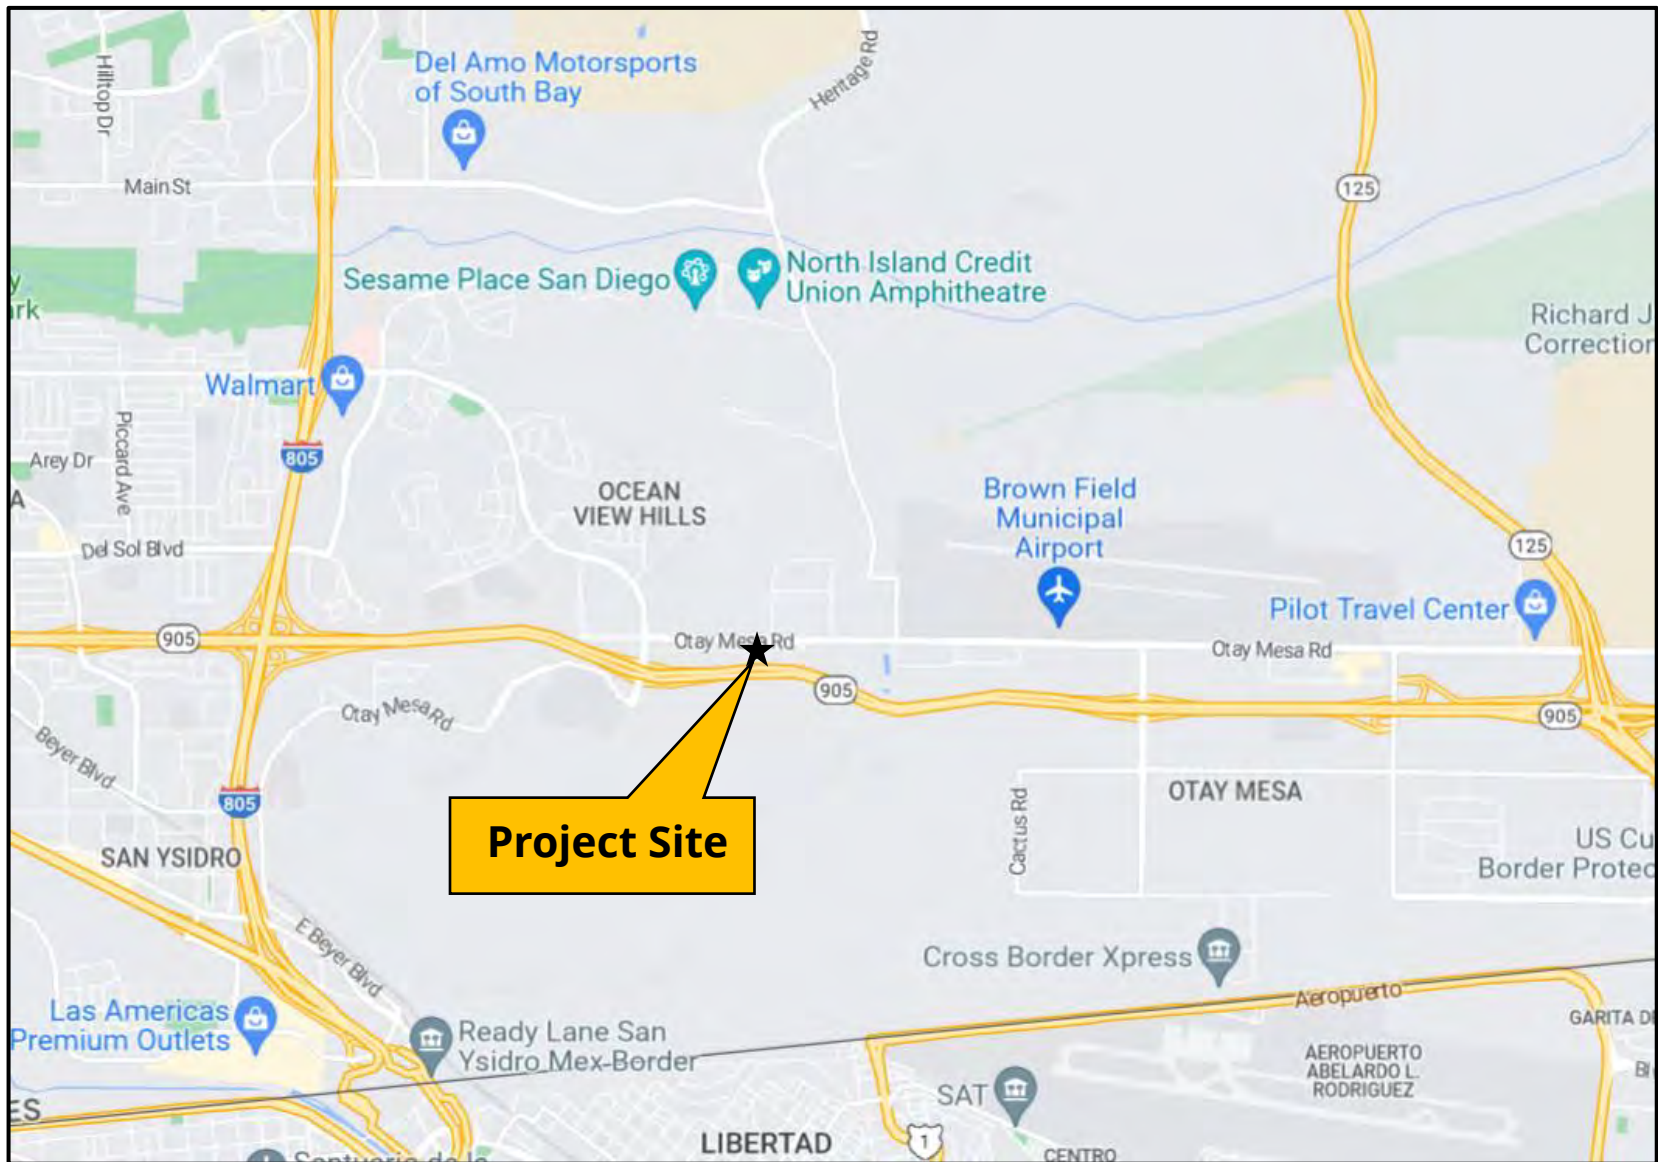 Hilltop Dr
Del Amo Motorsports
of South Bay
Heritage Rd
Main St
125
Sesame Place San Diego
North Island Credit
Union Amphitheatre
y
ark
Richard J
Correction
Walmart
Piccard Ave
805
Arey Dr
A
OCEAN
VIEW HILLS
Brown Field
Municipal
Airport
Del Sol Blvd
125
Pilot Travel Center
905
Otay Mesa Rd
Otay Mesa Rd
905
Otay Mesa Rd
905
Beyer Blvd
805
Project Site
Cactus Rd
OTAY MESA
SAN YSIDRO
US Cu
Border Protec
E Beyer Blvd
Cross Border Xpress
Aeropuerto
Las Americas
Premium Outlets
GARITA DE
Ready Lane San
Ysidro Mex-Border
AEROPUERTO
ABELARDO L.
RODRIGUEZ
Bl
SAT
ES
LIBERTAD
1
CENTRO